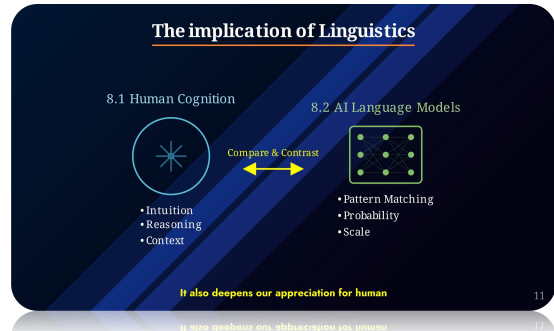 The implication of Linguistics
8.1 Human Cognition
8.2 AI Language Models
Compare & Contrast
•Intuition
•Reasoning
•Context
•Pattern Matching
•Probability
•Scale
It also deepens our appreciation for human
11